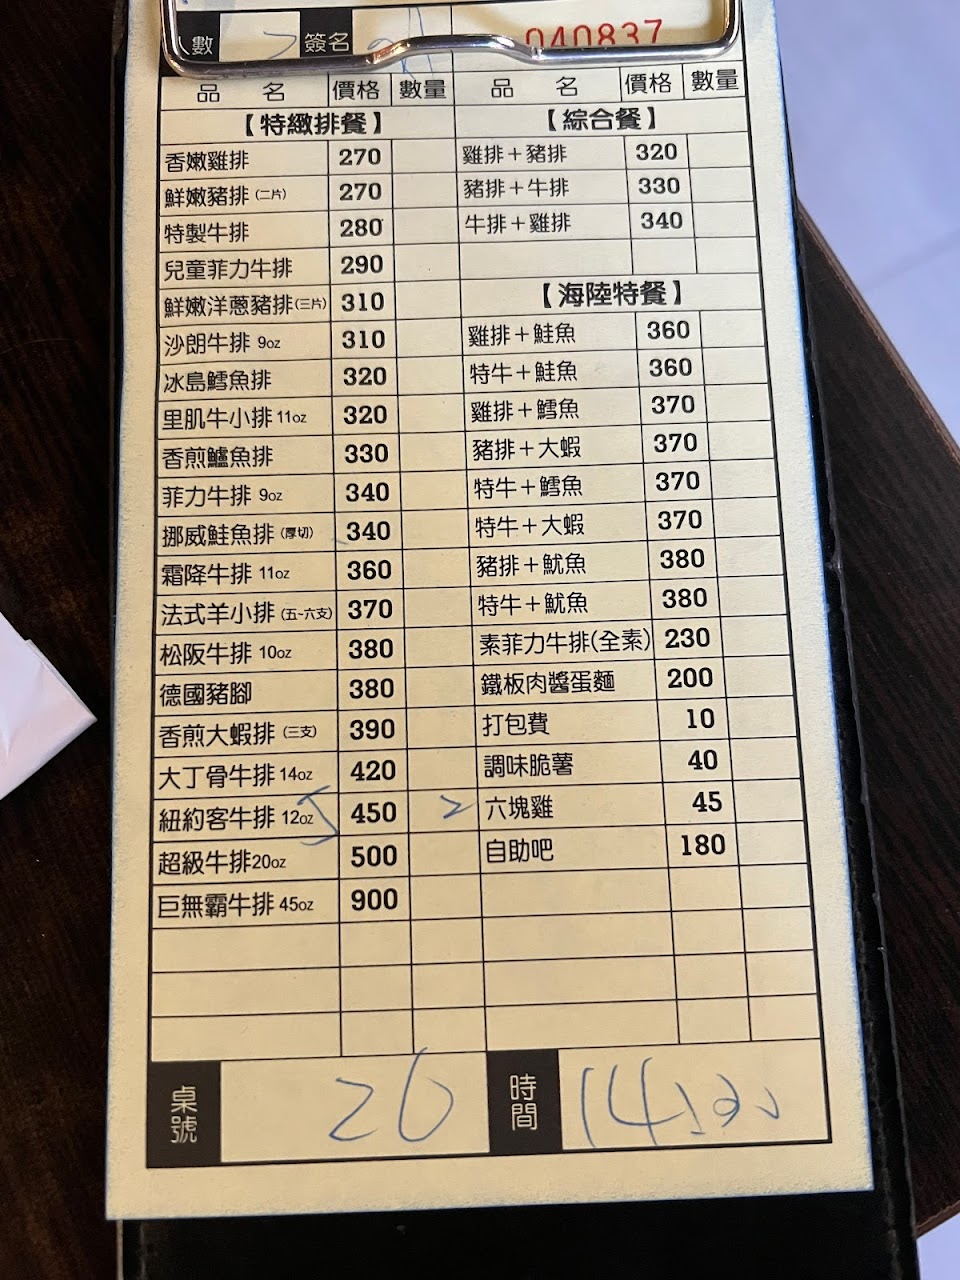 人數 2 簽名
040837
品 名 價格 數量
【特緻排餐】
香嫩雞排 270
鮮嫩豬排(二片) 270
特製牛排 280
兒童菲力牛排 290
鮮嫩洋蔥豬排(三片) 310
沙朗牛排 9oz 310
冰島鱈魚排 320
里肌牛小排 11oz 320
香煎鱸魚排 330
菲力牛排 9oz 340
挪威鮭魚排(厚切) 340
霜降牛排 11oz 360
法式羊小排(五~六支) 370
松阪牛排 10oz 380
德國豬腳 380
香煎大蝦排(三支) 390
大丁骨牛排 14oz 420
紐約客牛排 12oz 450 2
超級牛排20oz 500
巨無霸牛排 45oz 900
品 名 價格 數量
【綜合餐】
雞排+豬排 320
豬排+牛排 330
牛排+雞排 340
【海陸特餐】
雞排+鮭魚 360
特牛+鮭魚 360
雞排+鱈魚 370
豬排+大蝦 370
特牛+鱈魚 370
特牛+大蝦 370
豬排+魷魚 380
特牛+魷魚 380
素菲力牛排(全素) 230
鐵板肉醬蛋麵 200
打包費 10
調味脆薯 40
六塊雞 45
自助吧 180
桌號 26
時間